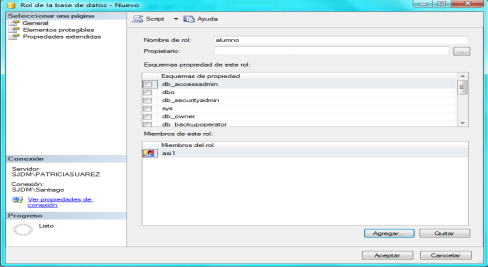 Rol de la base de datos - Nuevo
Seleccionar una página
General
Elementos protegibles
Propiedades extendidas
Script
Ayuda
Nombre de rol:
alumno
Propietario:
...
Esquemas propiedad de este rol:
Esquemas de propiedad
db_accessadmin
dbo
db_securityadmin
sys
db_owner
db_backupoperator
Miembros de este rol:
Miembros del rol
asi1
Conexión
Servidor:
SJDM\PATRICIASUAREZ
Conexión:
SJDM\Santiago
Ver propiedades de
conexión
Progreso
Listo
Agregar...
Quitar
Aceptar
Cancelar